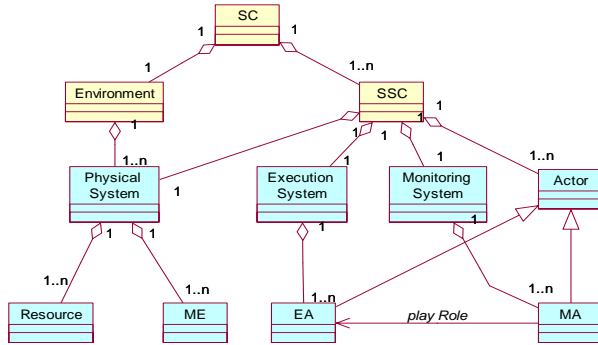 SC
1
1
1
1..n
Environment
SSC
1
1
1
1
1
1..n
1
1
1
1..n
Physical
System
Execution
System
Monitoring
System
Actor
1
1
1
1
1..n
1..n
1..n
1..n
play Role
Resource
ME
EA
MA